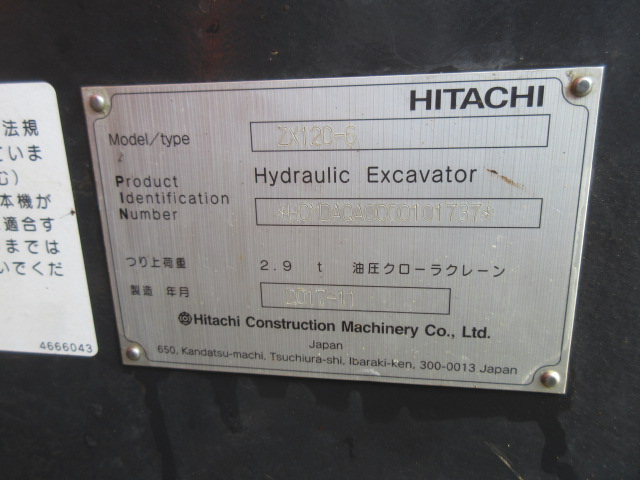 法規
ていま
む)
本機が
適合す
までは
いでくだ
4666043
HITACHI
Model/type ZX120-6
Product Hydraulic Excavator
Identification
Number
つり上荷重 2.9 t 油圧クローラクレーン
製造 年月
Hitachi Construction Machinery Co., Ltd.
Japan
650, Kandatsu-machi, Tsuchiura-shi, Ibaraki-ken, 300-0013 Japan